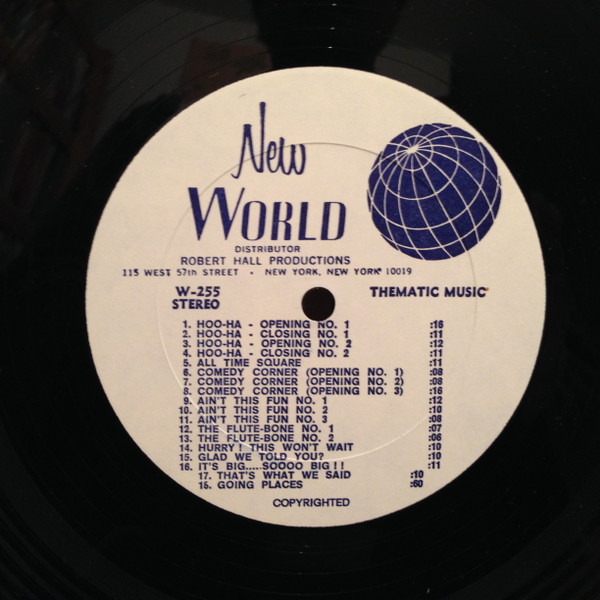 New
WORLD
DISTRIBUTOR
ROBERT HALL PRODUCTIONS
115 WEST 57th STREET • NEW YORK, NEW YORK 10019
W-255 THEMATIC MUSIC
STEREO
1. HOO-HA - OPENING NO. 1 :16
2. HOO-HA - CLOSING NO. 1 :11
3. HOO-HA - OPENING NO. 2 :12
4. HOO-HA - CLOSING NO. 2 :11
5. ALL TIME SQUARE :11
6. COMEDY CORNER (OPENING NO. 1) :08
7. COMEDY CORNER (OPENING NO. 2) :08
8. COMEDY CORNER (OPENING NO. 3) :16
9. AIN'T THIS FUN NO. 1 :12
10. AIN'T THIS FUN NO. 2 :10
11. AIN'T THIS FUN NO. 3 :08
12. THE FLUTE-BONE NO. 1 :07
13. THE FLUTE-BONE NO. 2 :06
14. HURRY! THIS WON'T WAIT :10
15. GLAD WE TOLD YOU? :10
16. IT'S BIG.....SOOOO BIG!! :11
17. THAT'S WHAT WE SAID :10
15. GOING PLACES :60
COPYRIGHTED